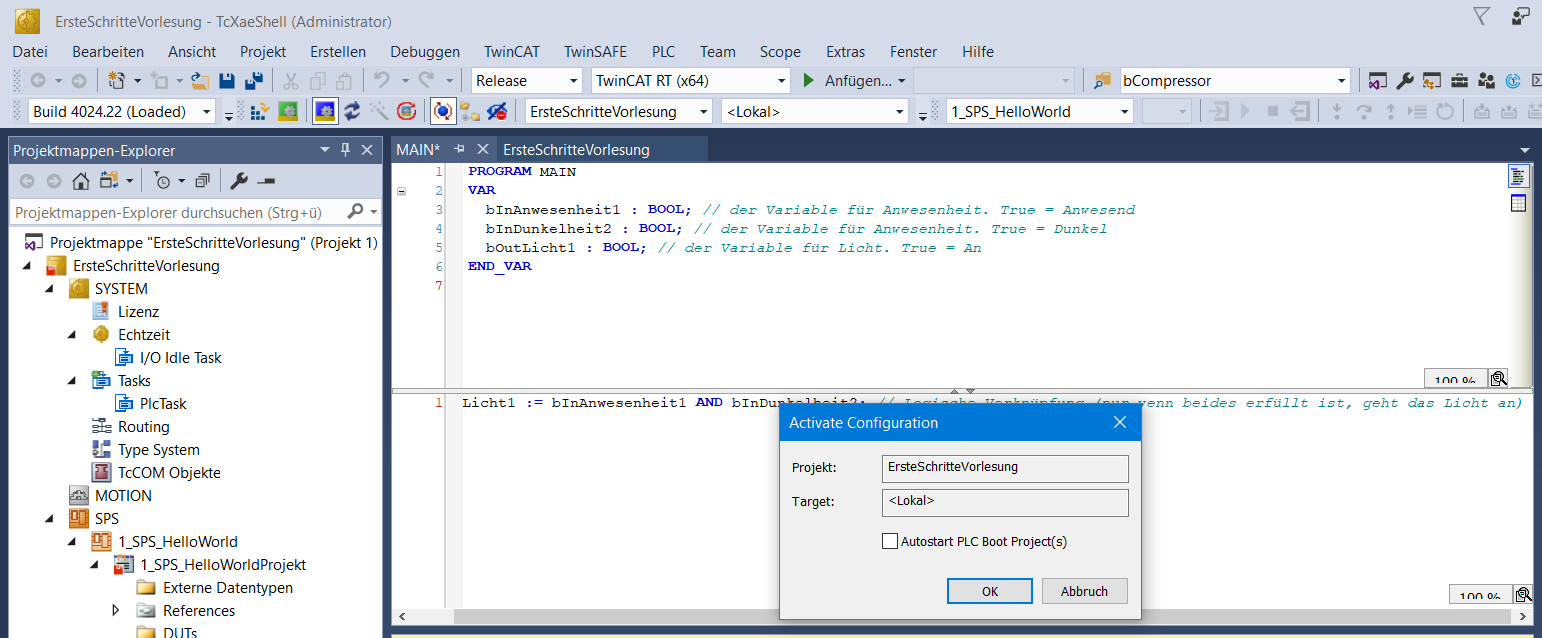 ErsteSchritteVorlesung - TcXaeShell (Administrator)
Datei Bearbeiten Ansicht Projekt Erstellen Debuggen TwinCAT TwinSAFE PLC Team Scope Extras Fenster Hilfe
Release TwinCAT RT (x64) Anfügen... bCompressor
Build 4024.22 (Loaded) ErsteSchritteVorlesung <Lokal> 1_SPS_HelloWorld
Projektmappen-Explorer
Projektmappen-Explorer durchsuchen (Strg+ü)
Projektmappe "ErsteSchritteVorlesung" (Projekt 1)
ErsteSchritteVorlesung
SYSTEM
Lizenz
Echtzeit
I/O Idle Task
Tasks
PlcTask
Routing
Type System
TcCOM Objekte
MOTION
SPS
1_SPS_HelloWorld
1_SPS_HelloWorldProjekt
Externe Datentypen
References
DUTs
MAIN* ErsteSchritteVorlesung
1 PROGRAM MAIN
2 VAR
3 bInAnwesenheit1 : BOOL; // der Variable für Anwesenheit. True = Anwesend
4 bInDunkelheit2 : BOOL; // der Variable für Anwesenheit. True = Dunkel
5 bOutLicht1 : BOOL; // der Variable für Licht. True = An
6 END_VAR
7
100 %
1 Licht1 := bInAnwesenheit1 AND bInDunkelheit2; // Logische Verknüpfung (nur wenn beides erfüllt ist, geht das Licht an)
Activate Configuration
Projekt: ErsteSchritteVorlesung
Target: <Lokal>
Autostart PLC Boot Project(s)
OK Abbruch
100 %